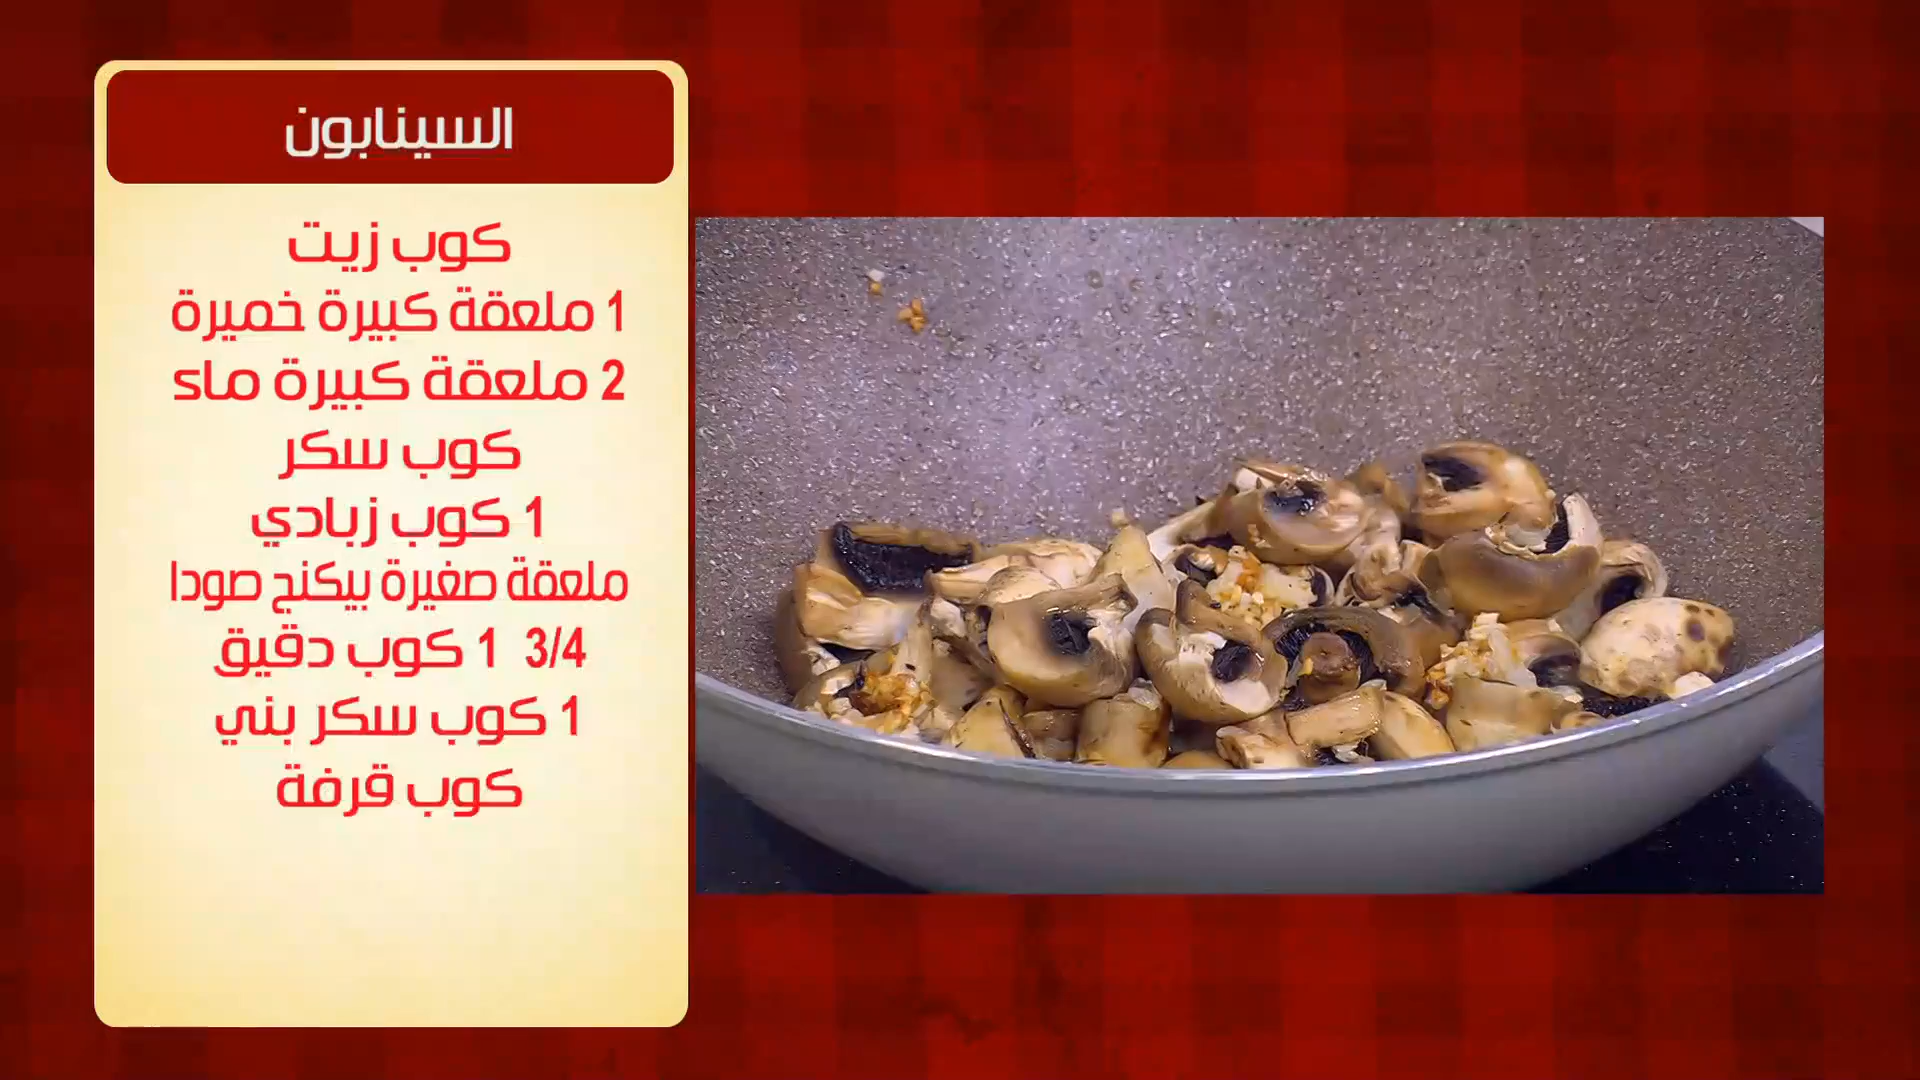 السينابون
كوب زيت
1 ملعقة كبيرة خميرة
2 ملعقة كبيرة ماء
كوب سكر
1 كوب زبادي
ملعقة صغيرة بيكنج صودا
3/4 1 كوب دقيق
1 كوب سكر بني
كوب قرفة